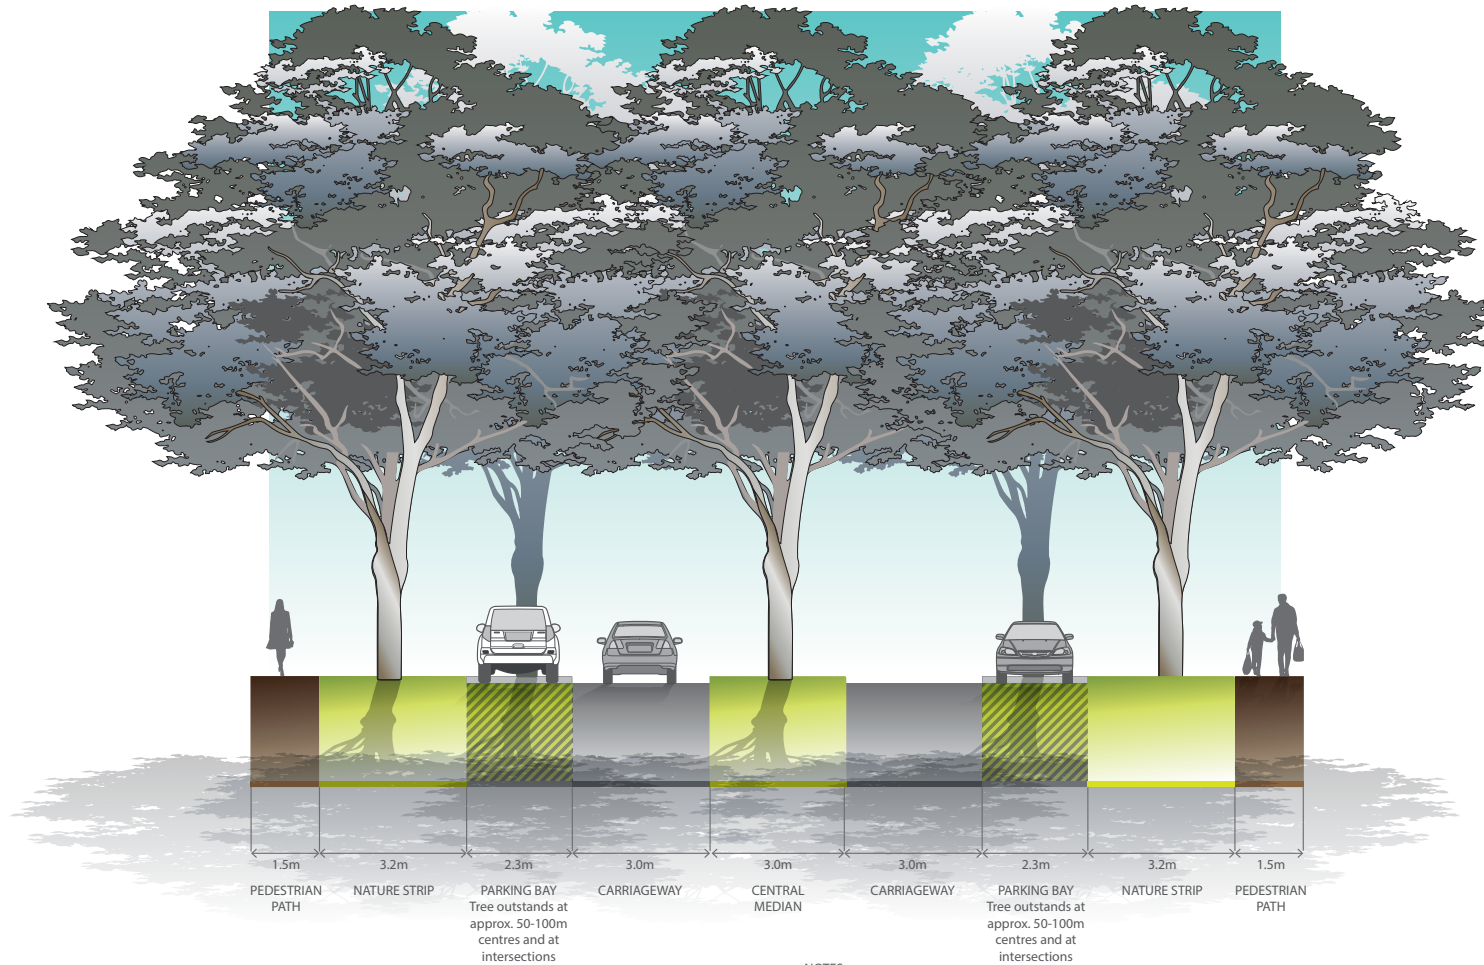 1.5m 3.2m 2.3m 3.0m 3.0m 3.0m 2.3m 3.2m 1.5m
PEDESTRIAN
PATH
NATURE STRIP
PARKING BAY
Tree outstands at
approx. 50-100m
centres and at
intersections
CARRIAGEWAY
CENTRAL
MEDIAN
CARRIAGEWAY
PARKING BAY
Tree outstands at
approx. 50-100m
centres and at
intersections
NATURE STRIP
PEDESTRIAN
PATH